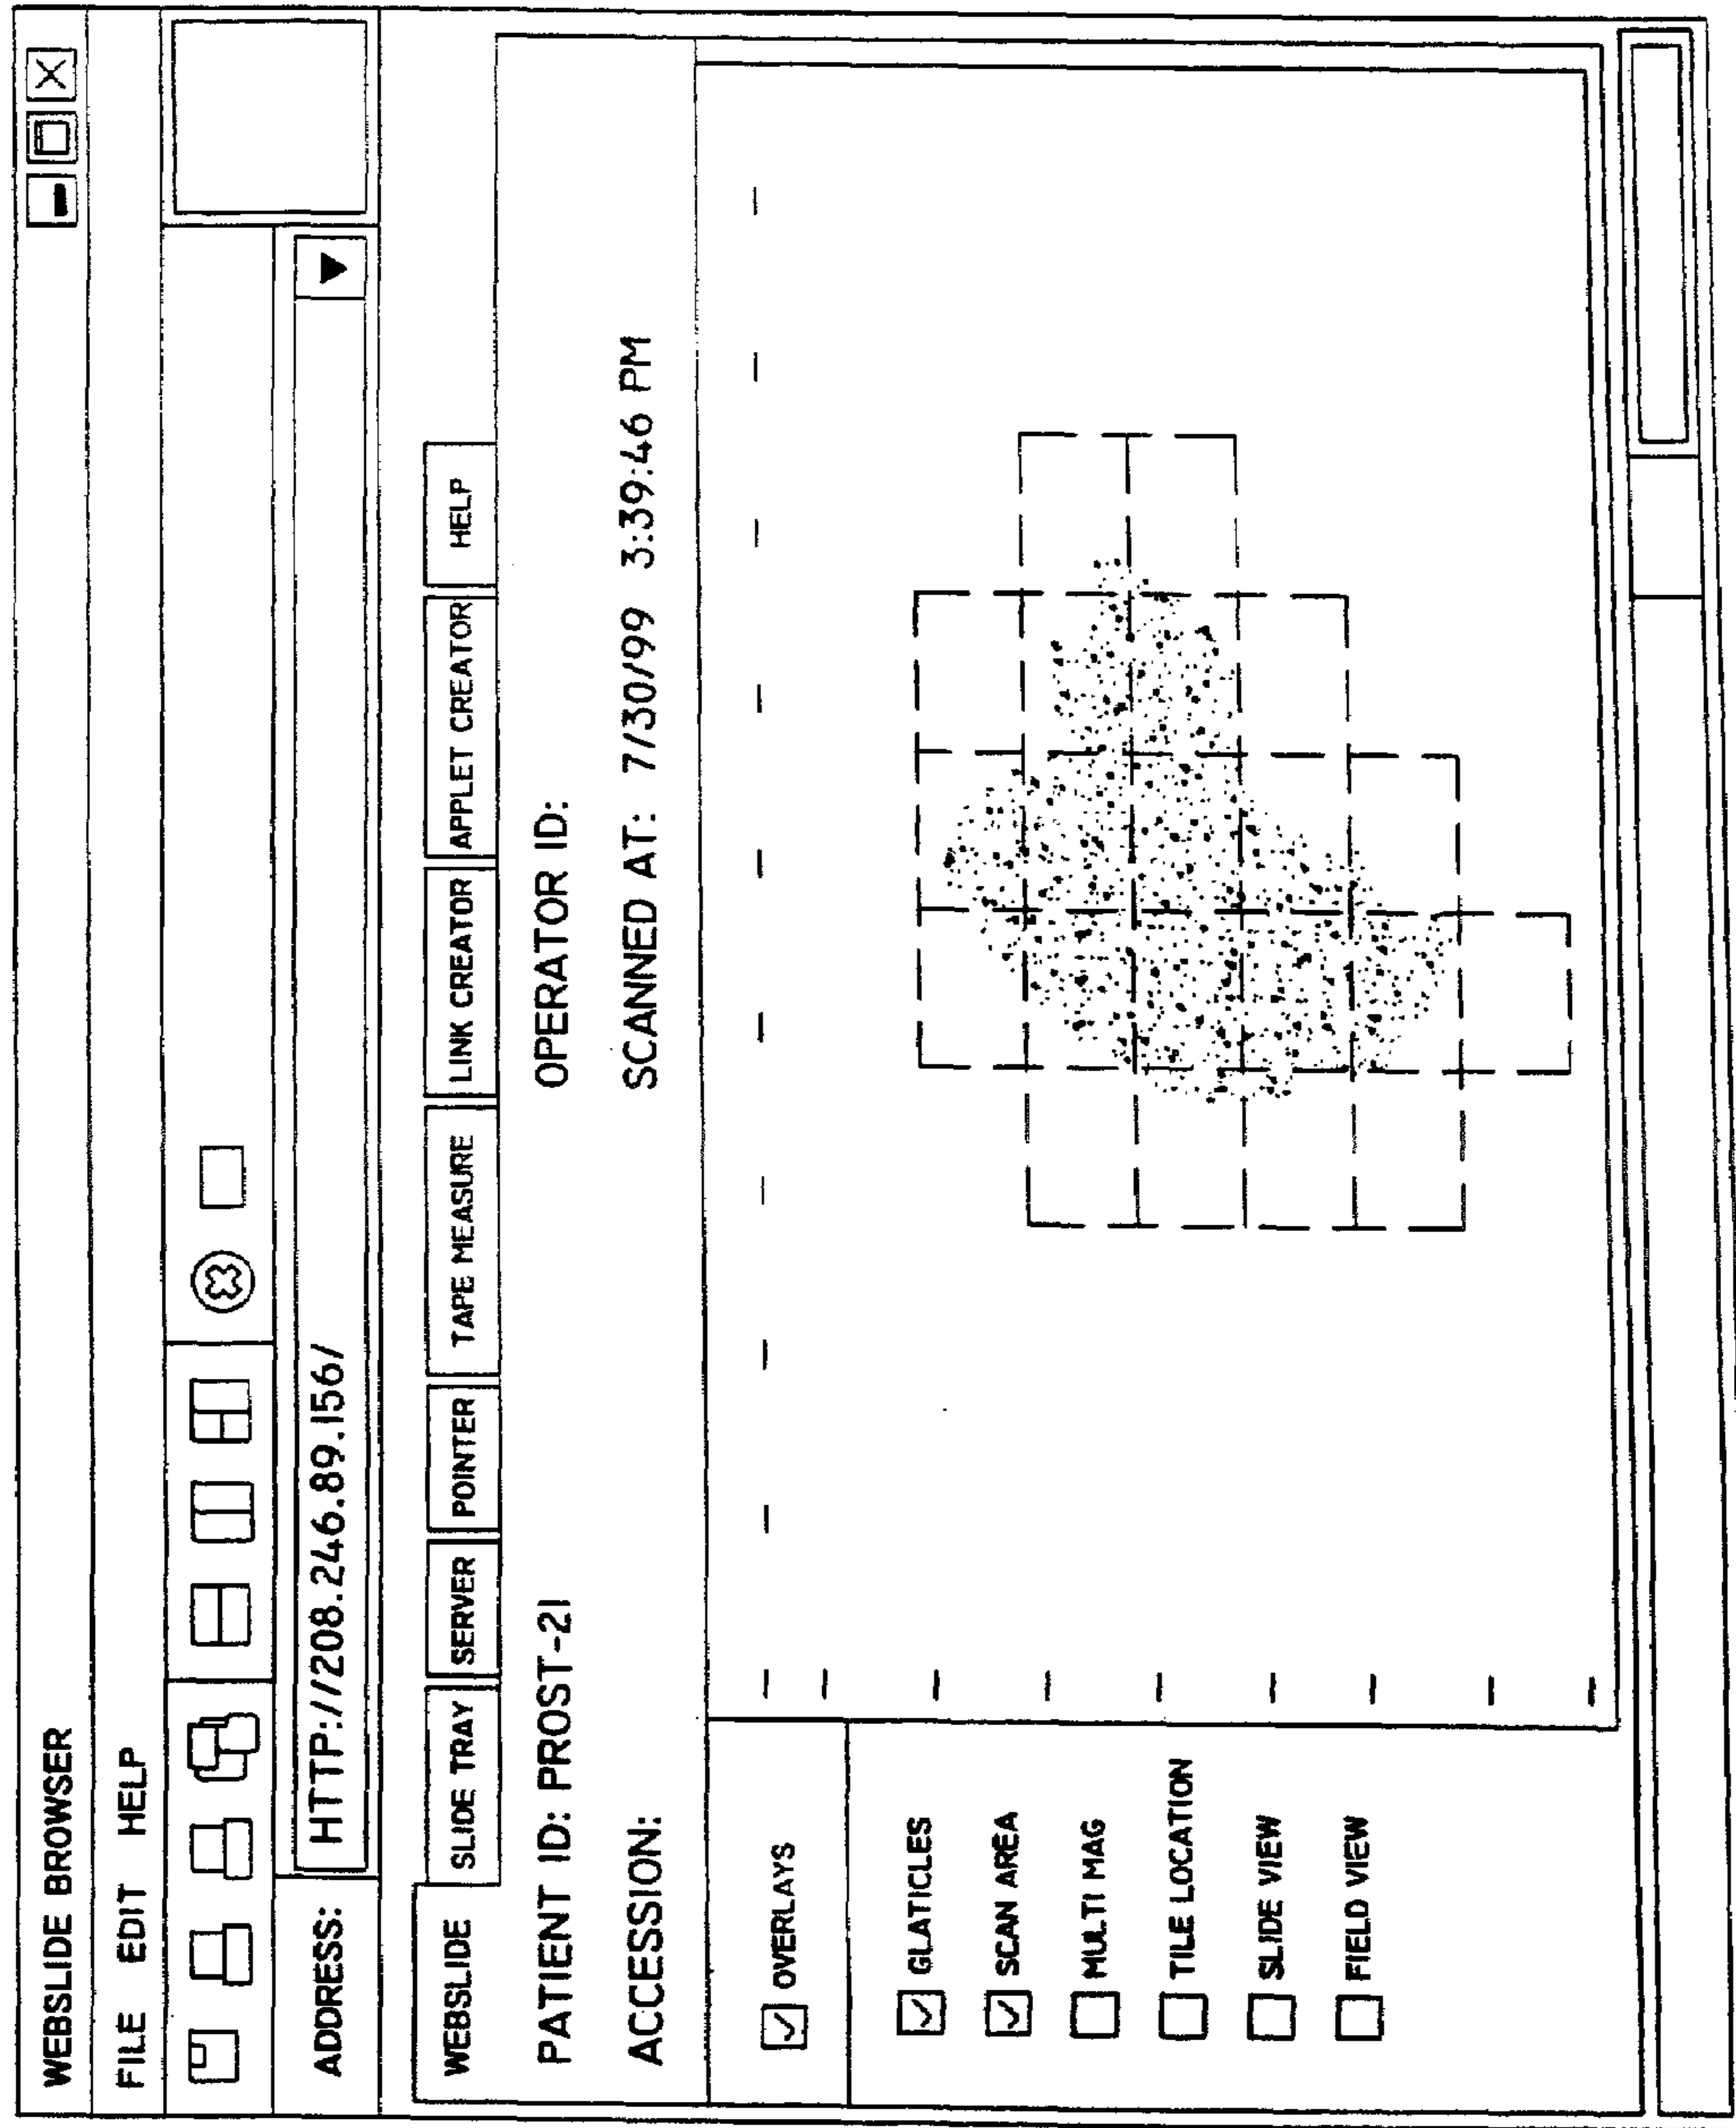 WEBSLIDE BROWSER
FILE EDIT HELP
ADDRESS: HTTP://208.246.89.156/
WEBSLIDE SLIDE TRAY SERVER POINTER TAPE MEASURE LINK CREATOR APPLET CREATOR HELP
PATIENT ID: PROST-21 OPERATOR ID:
ACCESSION: SCANNED AT: 7/30/99 3:39:46 PM
OVERLAYS
GLATICLES
SCAN AREA
MULTI MAG
TILE LOCATION
SLIDE VIEW
FIELD VIEW